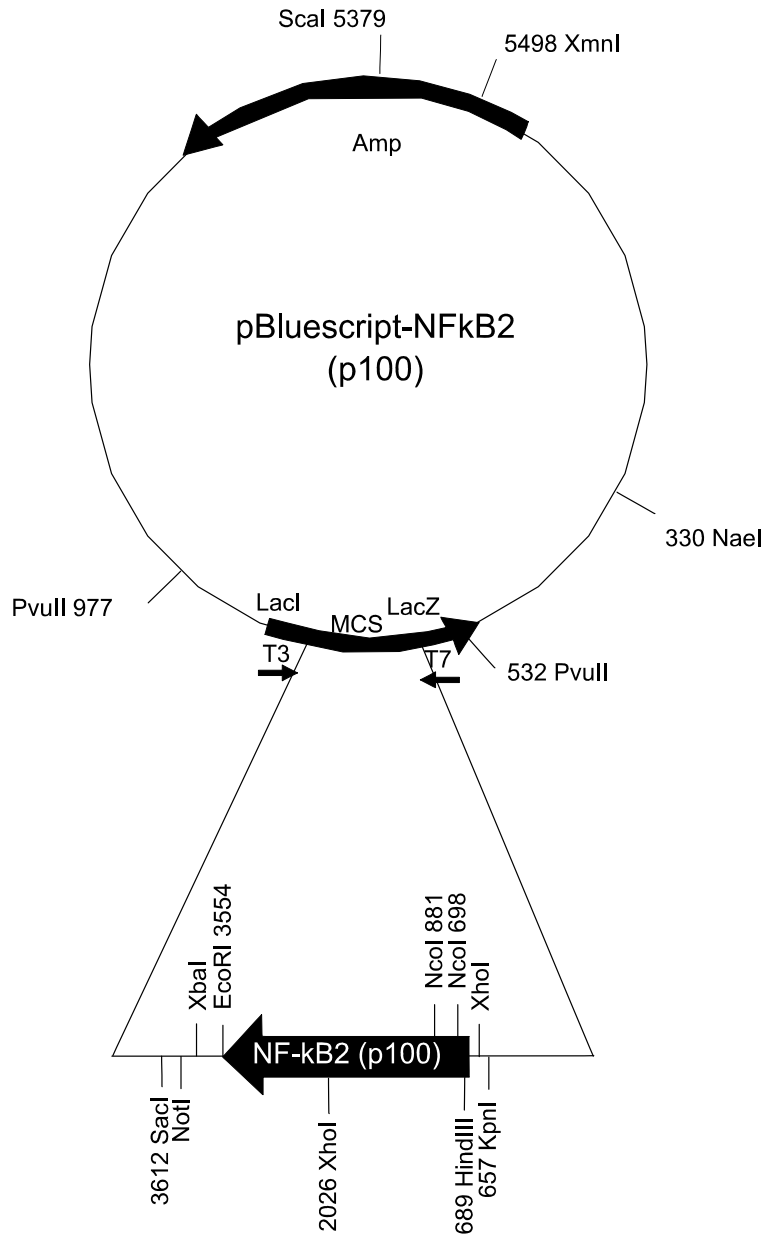 ScaI 5379
5498 XmnI
Amp
pBluescript-NFkB2
(p100)
330 NaeI
PvuII 977
LacI
MCS
LacZ
T3
T7
532 PvuII
EcoRI 3554
XbaI
NcoI 881
NcoI 698
XhoI
NF-kB2 (p100)
3612 SacI
NotI
2026 XhoI
689 HindIII
657 KpnI